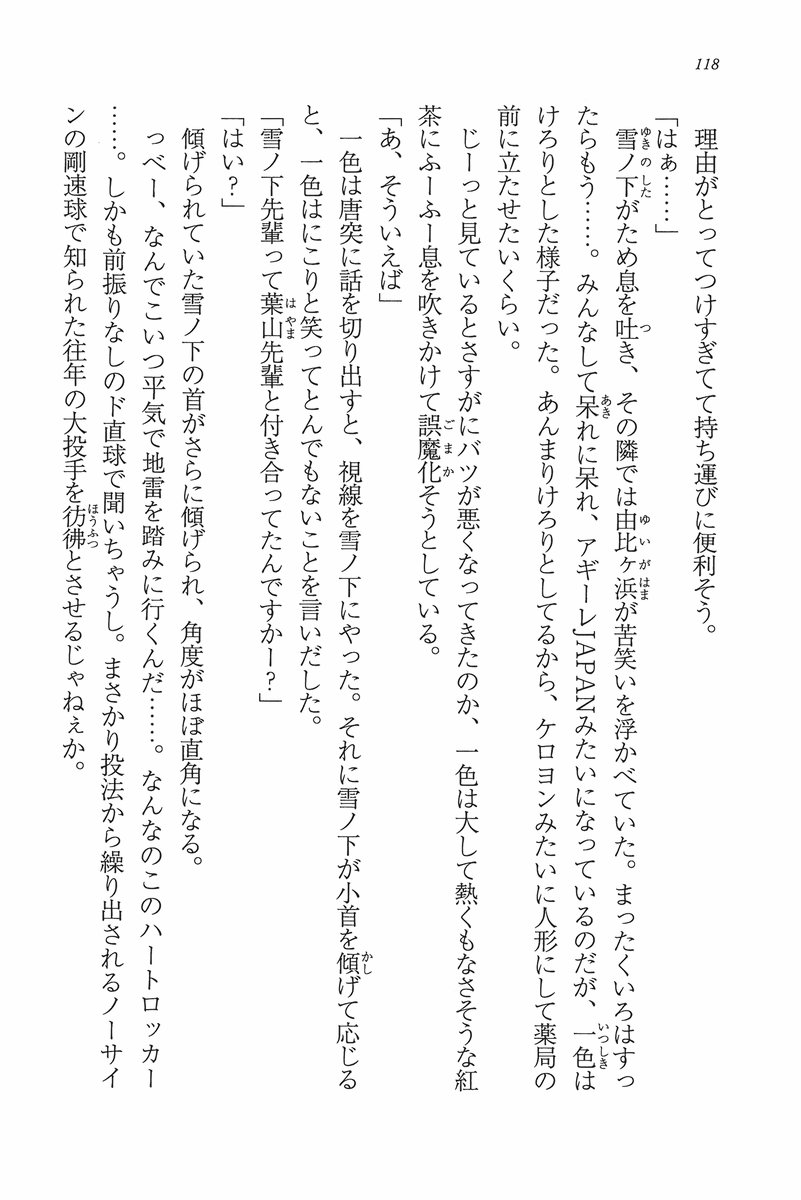 118
理由がとってつけすぎてて持ち運びに便利そう。
「はぁ……」
雪ノ下がため息を吐き、その隣では由比ヶ浜が苦笑いを浮かべていた。まったくいろはすっ
たらもう……。みんなして呆れに呆れ、アギーレJAPANみたいになっているのだが、一色は
けろりとした様子だった。あんまりけろりとしてるから、ケロヨンみたいに人形にして薬局の
前に立たせたいくらい。
じーっと見ているとさすがにバツが悪くなってきたのか、一色は大して熱くもなさそうな紅
茶にふーふー息を吹きかけて誤魔化そうとしている。
「あ、そういえば」
一色は唐突に話を切り出すと、視線を雪ノ下にやった。それに雪ノ下が小首を傾げて応じる
と、一色はにこりと笑ってとんでもないことを言いだした。
「雪ノ下先輩って葉山先輩と付き合ってたんですかー？」
「はい？」
傾げられていた雪ノ下の首がさらに傾げられ、角度がほぼ直角になる。
っべー、なんでこいつ平気で地雷を踏みに行くんだ……。なんなのこのハートロッカー
……。しかも前振りなしのド直球で聞いちゃうし。まさかり投法から繰り出されるノーサイ
ンの剛速球で知られた往年の大投手を彷彿とさせるじゃねぇか。